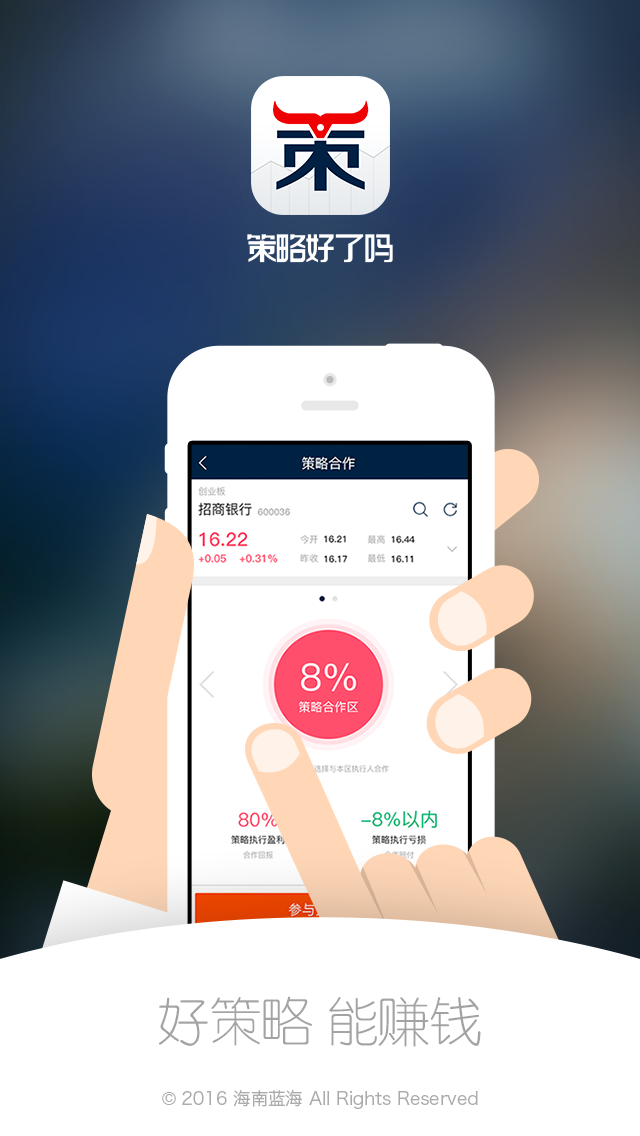 策
策略好了吗
策略合作
创业板
招商银行 600036
16.22
+0.05 +0.31%
今开 16.21 最高 16.44
昨收 16.17 最低 16.11
8%
策略合作区
选择与本区执行人合作
80% -8%以内
策略执行盈利 策略执行亏损
合作回报
参与
好策略 能赚钱
© 2016 海南蓝海 All Rights Reserved